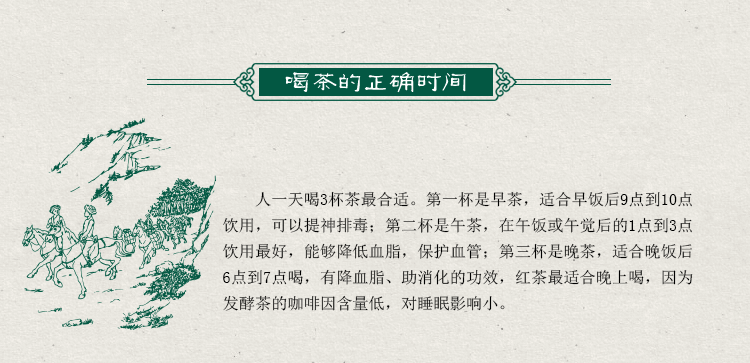 喝茶的正确时间
人一天喝3杯茶最合适。第一杯是早茶，适合早饭后9点到10点
饮用，可以提神排毒；第二杯是午茶，在午饭或午觉后的1点到3点
饮用最好，能够降低血脂，保护血管；第三杯是晚茶，适合晚饭后
6点到7点喝，有降血脂、助消化的功效，红茶最适合晚上喝，因为
发酵茶的咖啡因含量低，对睡眠影响小。